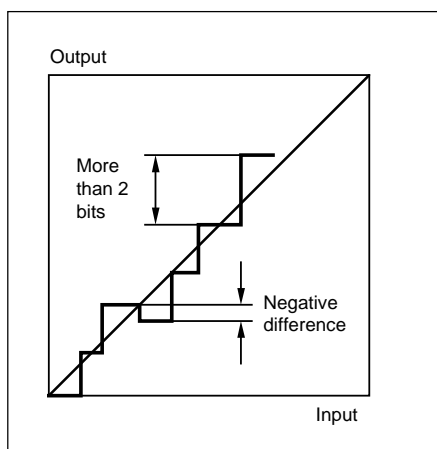 Output
More
than 2
bits
Negative
difference
Input